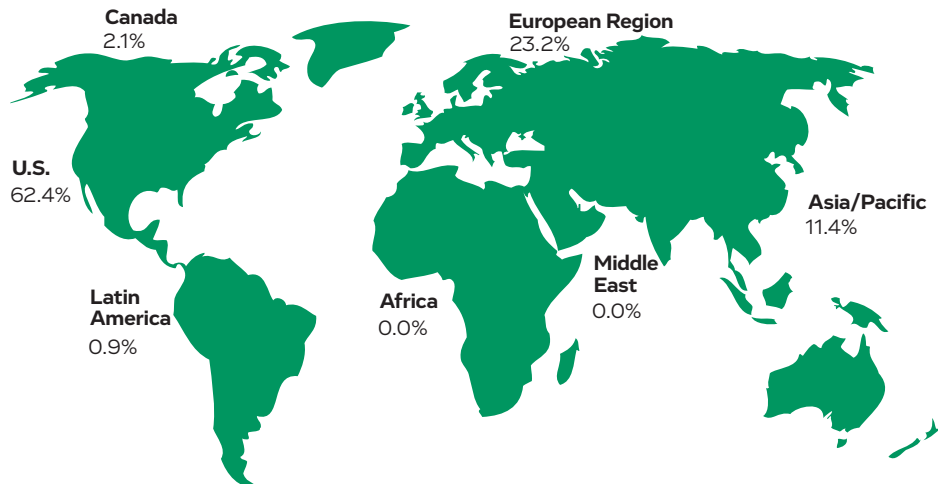 Canada
2.1%
European Region
23.2%
U.S.
62.4%
Asia/Pacific
11.4%
Latin
America
0.9%
Africa
0.0%
Middle
East
0.0%